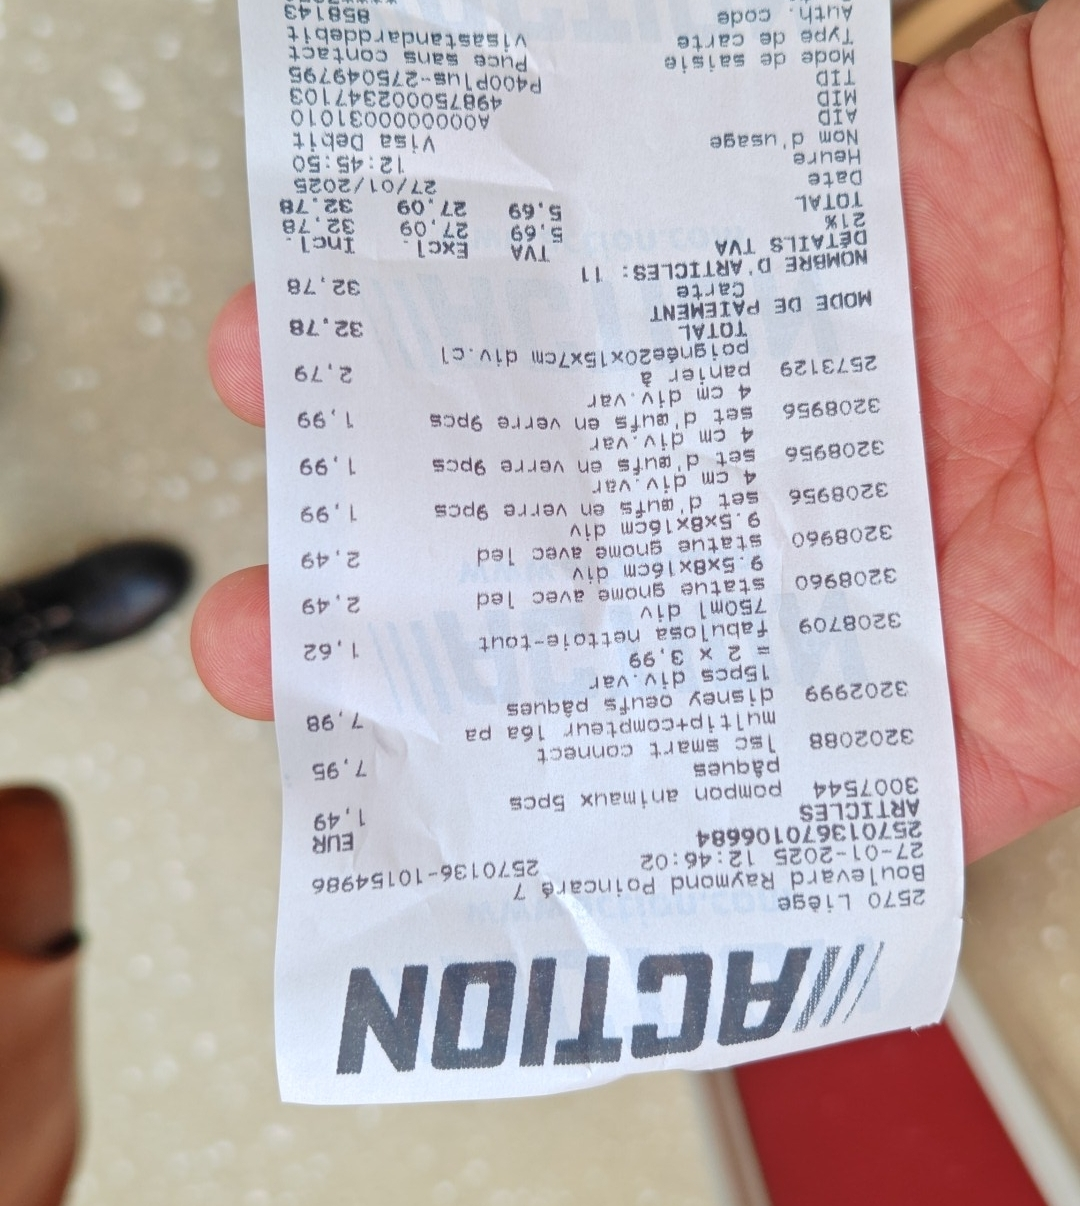 ACTION
2570 Liège
Boulevard Raymond Poincaré 7
27-01-2025 12:46:02 2570136-10154986
2570136701066​84
ARTICLES EUR
3007544 pompon animaux 5pcs 1,49
pâques
3202088 lsc smart connect 7,95
multip+compteur 16a pa
3202999 disney oeufs pâques 7,98
15pcs div.var
= 2 x 3,99
3208709 fabulosa nettoie-tout 1,62
750ml div
3208960 statue gnome avec led 2,49
9.5x8x16cm div
3208960 statue gnome avec led 2,49
9.5x8x16cm div
3208956 set d'œufs en verre 9pcs 1,99
4 cm div.var
3208956 set d'œufs en verre 9pcs 1,99
4 cm div.var
3208956 set d'œufs en verre 9pcs 1,99
4 cm div.var
2573129 panier à 2,79
poignée20x15x7cm div.cl
TOTAL 32,78
MODE DE PAIEMENT
Carte 32,78
NOMBRE D'ARTICLES: 11
DÉTAILS TVA TVA Excl. Incl.
21% 5,69 27,09 32,78
TOTAL 5,69 27,09 32,78
Date 27/01/2025
Heure 12:45:50
Nom d'usage Visa Debit
AID A0000000031010
MID 4987500023​47103
TID P400Plus-275049795
Mode de saisie Puce sans contact
Type de carte visastandarddebit
Auth. code 858143